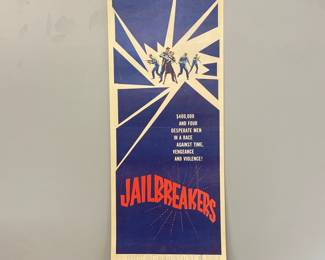 $400,000
AND FOUR
DESPERATE MEN
IN A RACE
AGAINST TIME,
VENGEANCE
AND VIOLENCE!
JAILBREAKERS